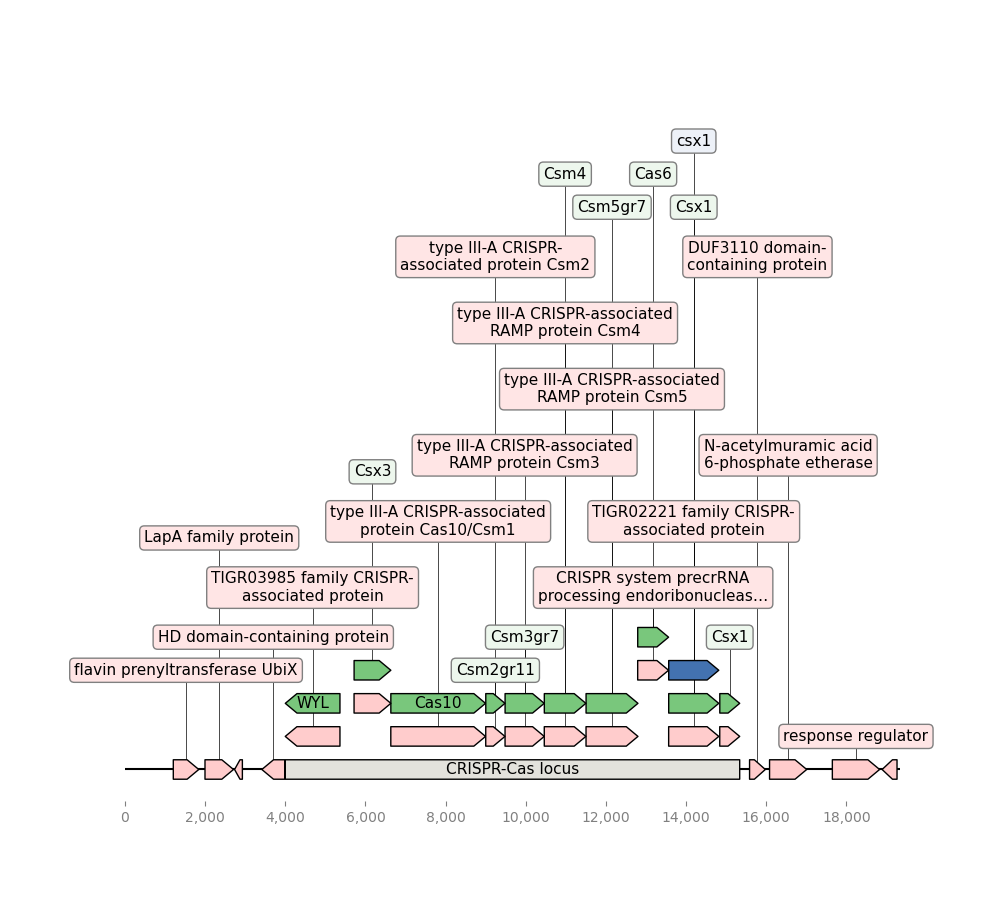 csx1
Csm4
Cas6
Csm5gr7
Csx1
type III-A CRISPR-
associated protein Csm2
DUF3110 domain-
containing protein
type III-A CRISPR-associated
RAMP protein Csm4
type III-A CRISPR-associated
RAMP protein Csm5
type III-A CRISPR-associated
RAMP protein Csm3
N-acetylmuramic acid
6-phosphate etherase
Csx3
type III-A CRISPR-associated
protein Cas10/Csm1
TIGR02221 family CRISPR-
associated protein
LapA family protein
TIGR03985 family CRISPR-
associated protein
CRISPR system precrRNA
processing endoribonucleas...
HD domain-containing protein
Csm3gr7
Csx1
flavin prenyltransferase UbiX
Csm2gr11
WYL
Cas10
response regulator
CRISPR-Cas locus
0
2,000
4,000
6,000
8,000
10,000
12,000
14,000
16,000
18,000